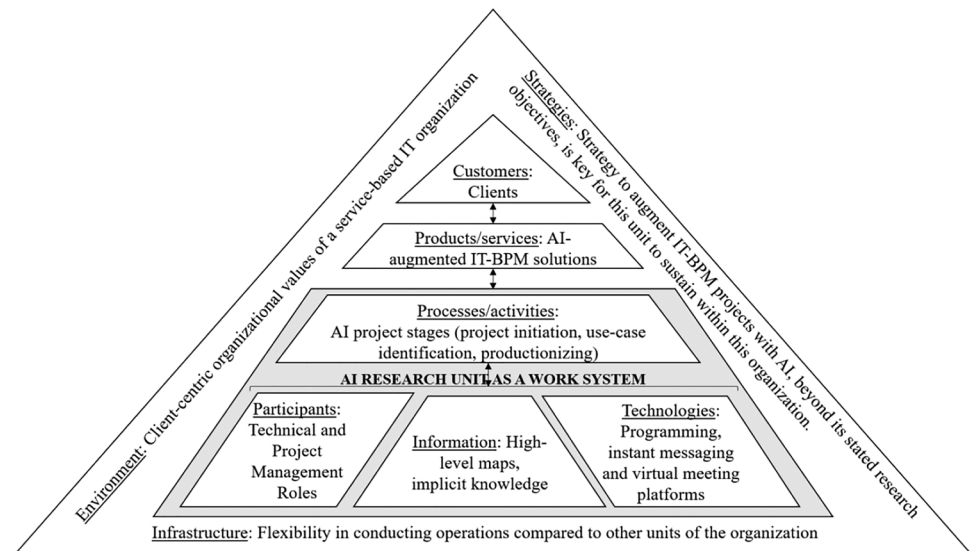 Environment: Client-centric organizational values of a service-based IT organization
Strategies: Strategy to augment IT-BPM projects with AI, beyond its stated research
objectives, is key for this unit to sustain within this organization.
Customers:
Clients
Products/services: AI-
augmented IT-BPM solutions
Processes/activities:
AI project stages (project initiation, use-case
identification, productionizing)
AI RESEARCH UNIT AS A WORK SYSTEM
Participants:
Technical and
Project
Management
Roles
Information: High-
level maps,
implicit knowledge
Technologies:
Programming,
instant messaging
and virtual meeting
platforms
Infrastructure: Flexibility in conducting operations compared to other units of the organization